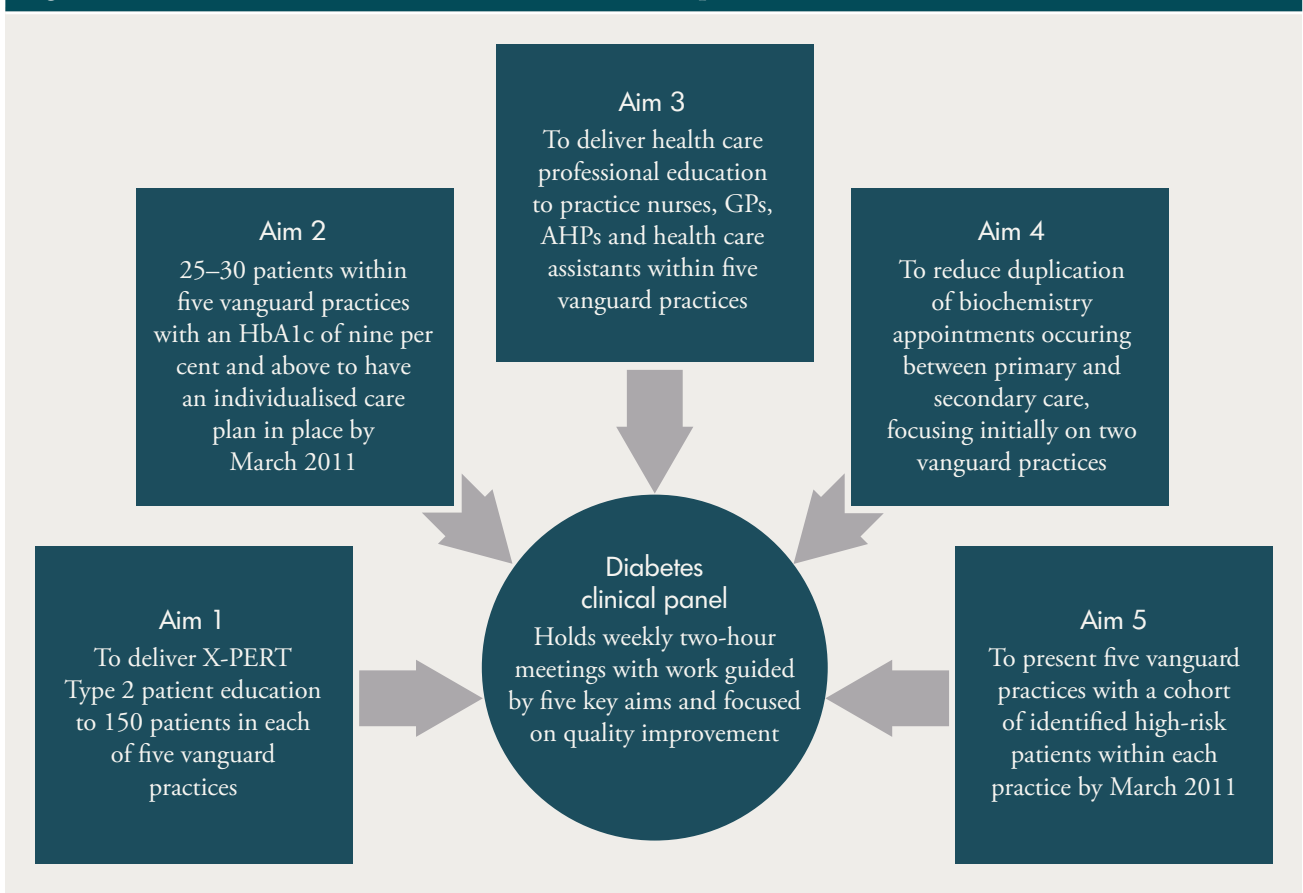 Aim 3
To deliver health care
professional education
to practice nurses, GPs,
AHPs and health care
assistants within five
vanguard practices
Aim 2
25–30 patients within
five vanguard practices
with an HbA1c of nine per
cent and above to have
an individualised care
plan in place by
March 2011
Aim 4
To reduce duplication
of biochemistry
appointments occuring
between primary and
secondary care,
focusing initially on two
vanguard practices
Aim 1
To deliver X-PERT
Type 2 patient education
to 150 patients in each
of five vanguard
practices
Diabetes
clinical panel
Holds weekly two-hour
meetings with work guided
by five key aims and focused
on quality improvement
Aim 5
To present five vanguard
practices with a cohort
of identified high-risk
patients within each
practice by March 2011